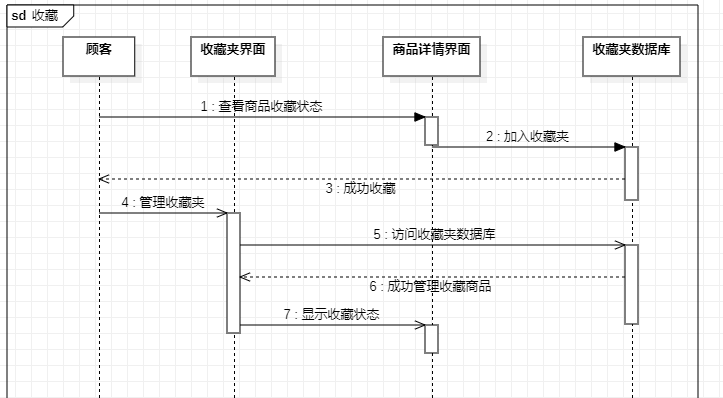 sd 收藏
顾客
收藏夹界面
商品详情界面
收藏夹数据库
1 : 查看商品收藏状态
2 : 加入收藏夹
3 : 成功收藏
4 : 管理收藏夹
5 : 访问收藏夹数据库
6 : 成功管理收藏商品
7 : 显示收藏状态